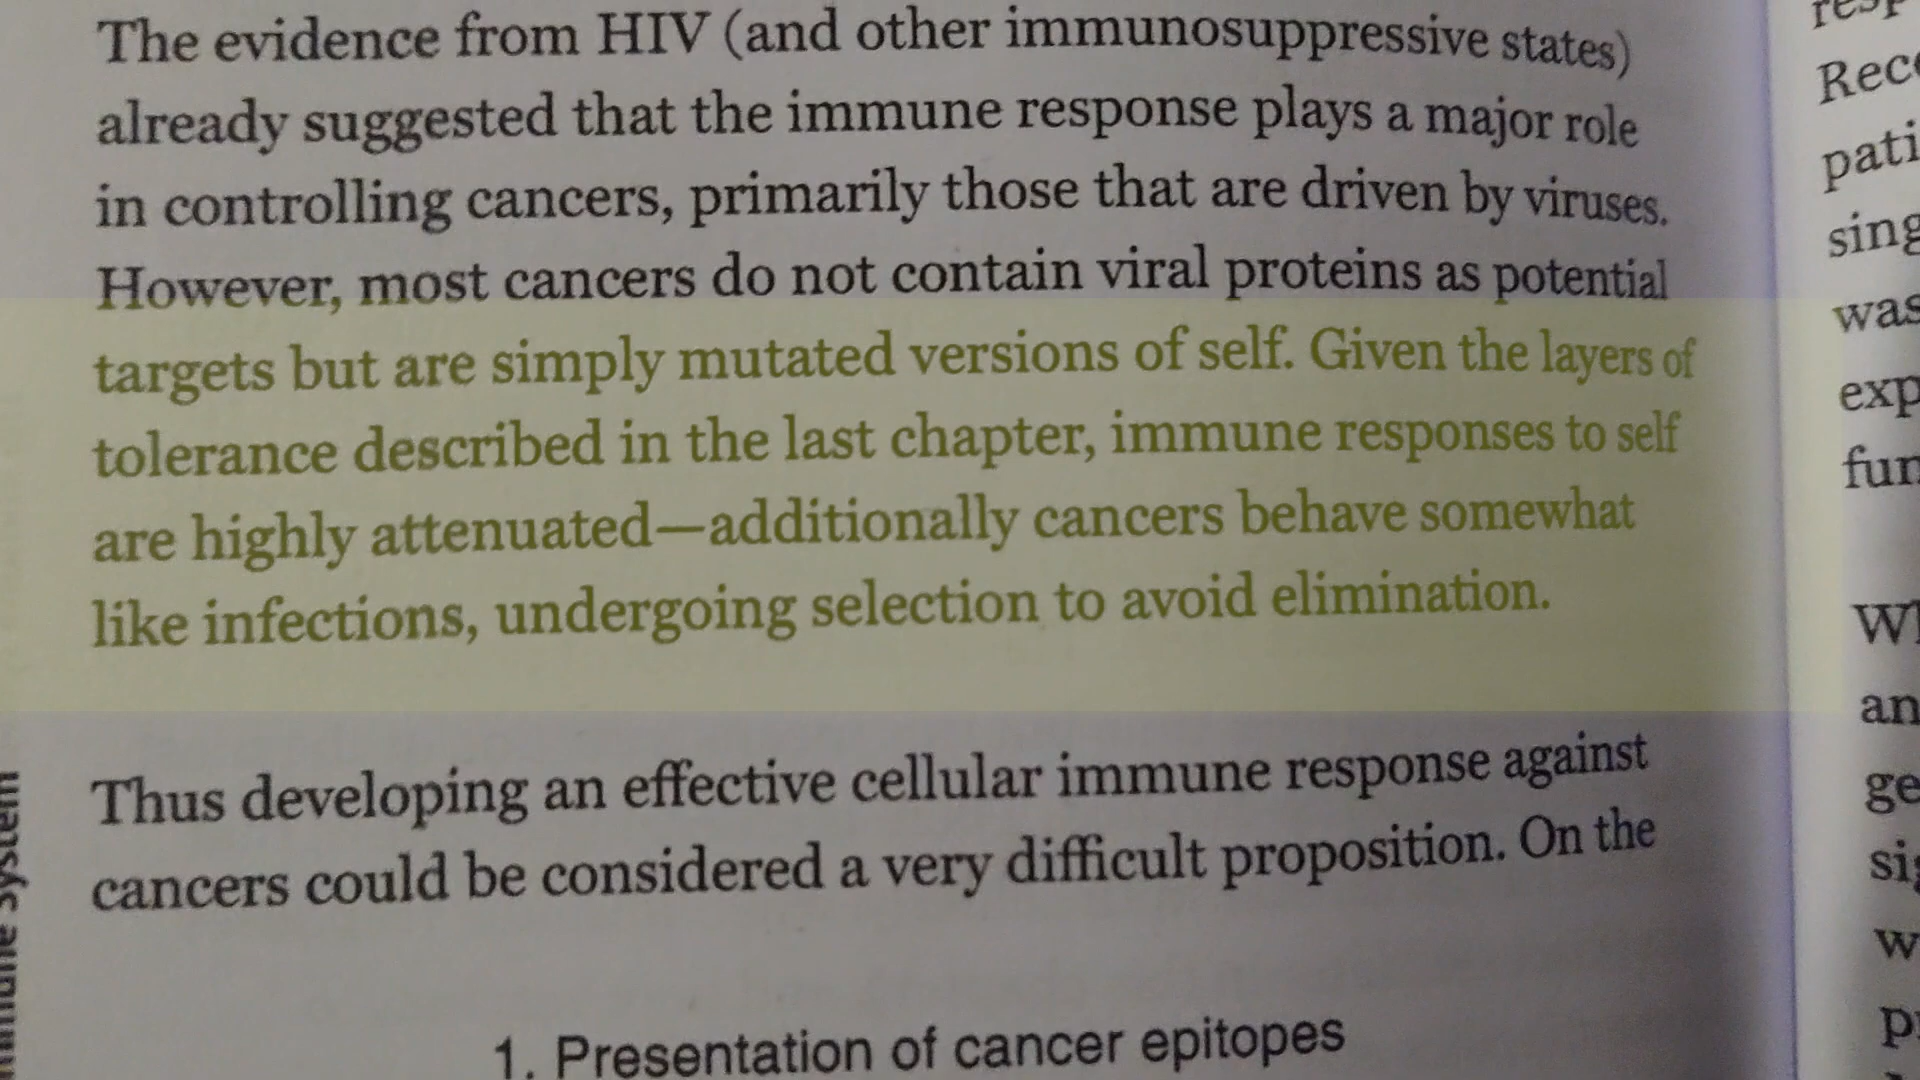 The evidence from HIV (and other immunosuppressive states)
already suggested that the immune response plays a major role
in controlling cancers, primarily those that are driven by viruses.
However, most cancers do not contain viral proteins as potential
targets but are simply mutated versions of self. Given the layers of
tolerance described in the last chapter, immune responses to self
are highly attenuated—additionally cancers behave somewhat
like infections, undergoing selection to avoid elimination.
Thus developing an effective cellular immune response against
cancers could be considered a very difficult proposition. On the
1. Presentation of cancer epitopes
System
was
an